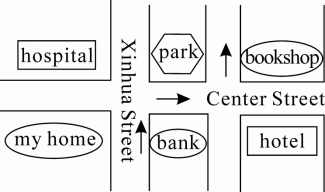 hospital
Xinhua Street
park
bookshop
Center Street
my home
bank
hotel